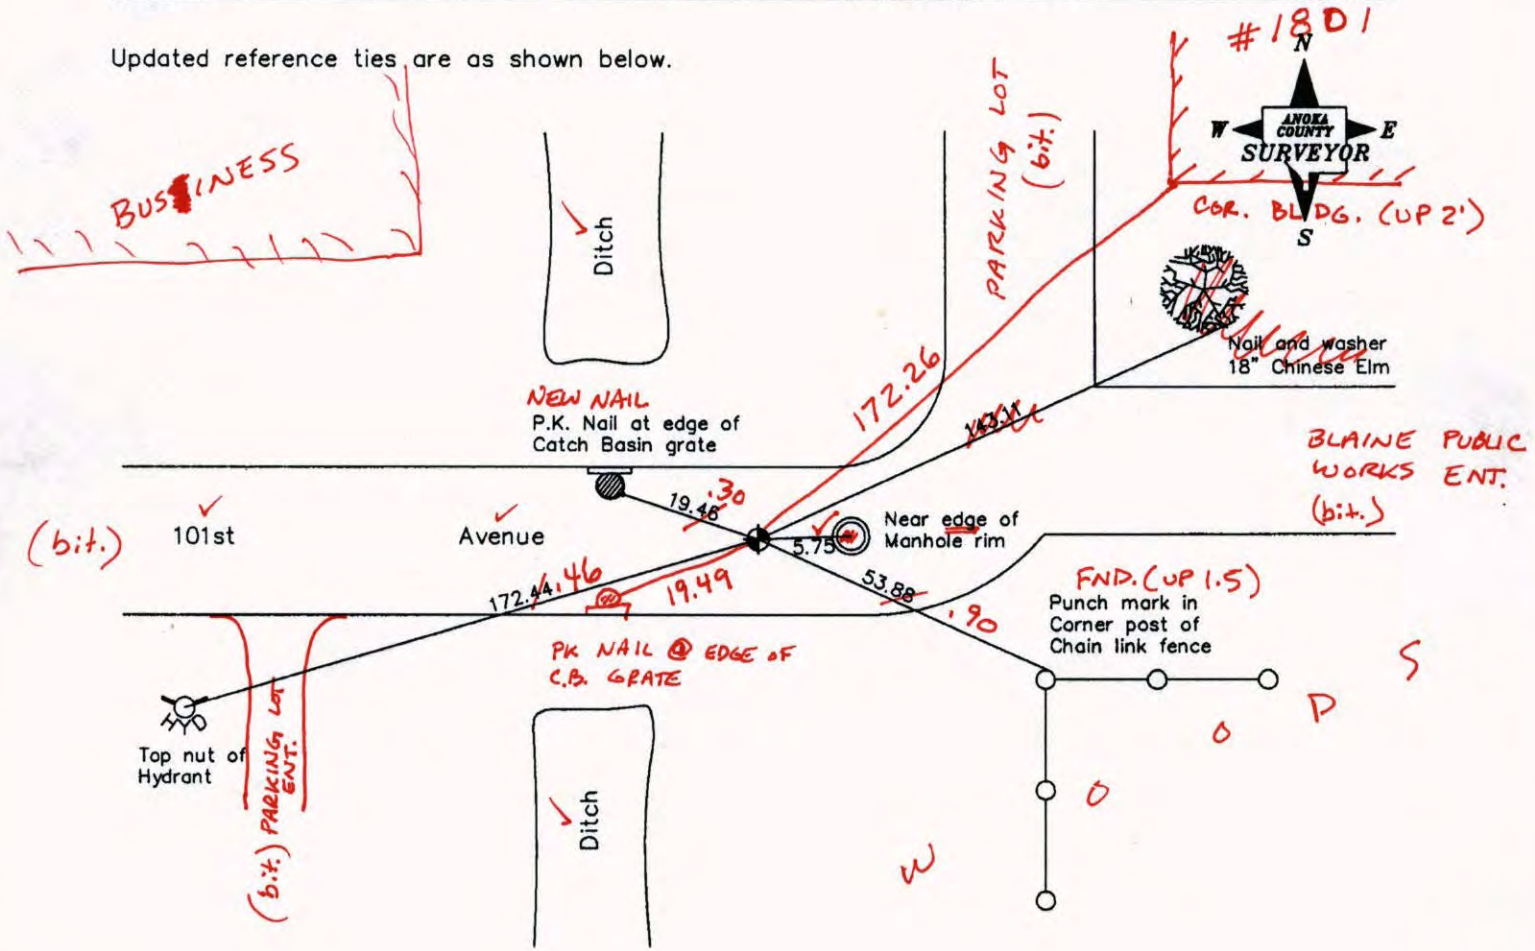 Updated reference ties are as shown below.
#1801
N
W
ANOKA
COUNTY
E
SURVEYOR
S
BUSINESS
Ditch
PARKING LOT
(bit.)
COR. BLDG. (UP 2')
Nail and washer
18" Chinese Elm
172.26
143.11
NEW NAIL
P.K. Nail at edge of
Catch Basin grate
BLAINE PUBLIC
WORKS ENT.
(bit.)
19.46
.30
(bit.)
101st
Avenue
5.75
Near edge of
Manhole rim
172.44
.46
19.49
53.88
.90
FND. (UP 1.5)
Punch mark in
Corner post of
Chain link fence
PK NAIL @ EDGE OF
C.B. GRATE
HYD
Top nut of
Hydrant
(bit.) PARKING LOT
ENT.
Ditch
W O O D S